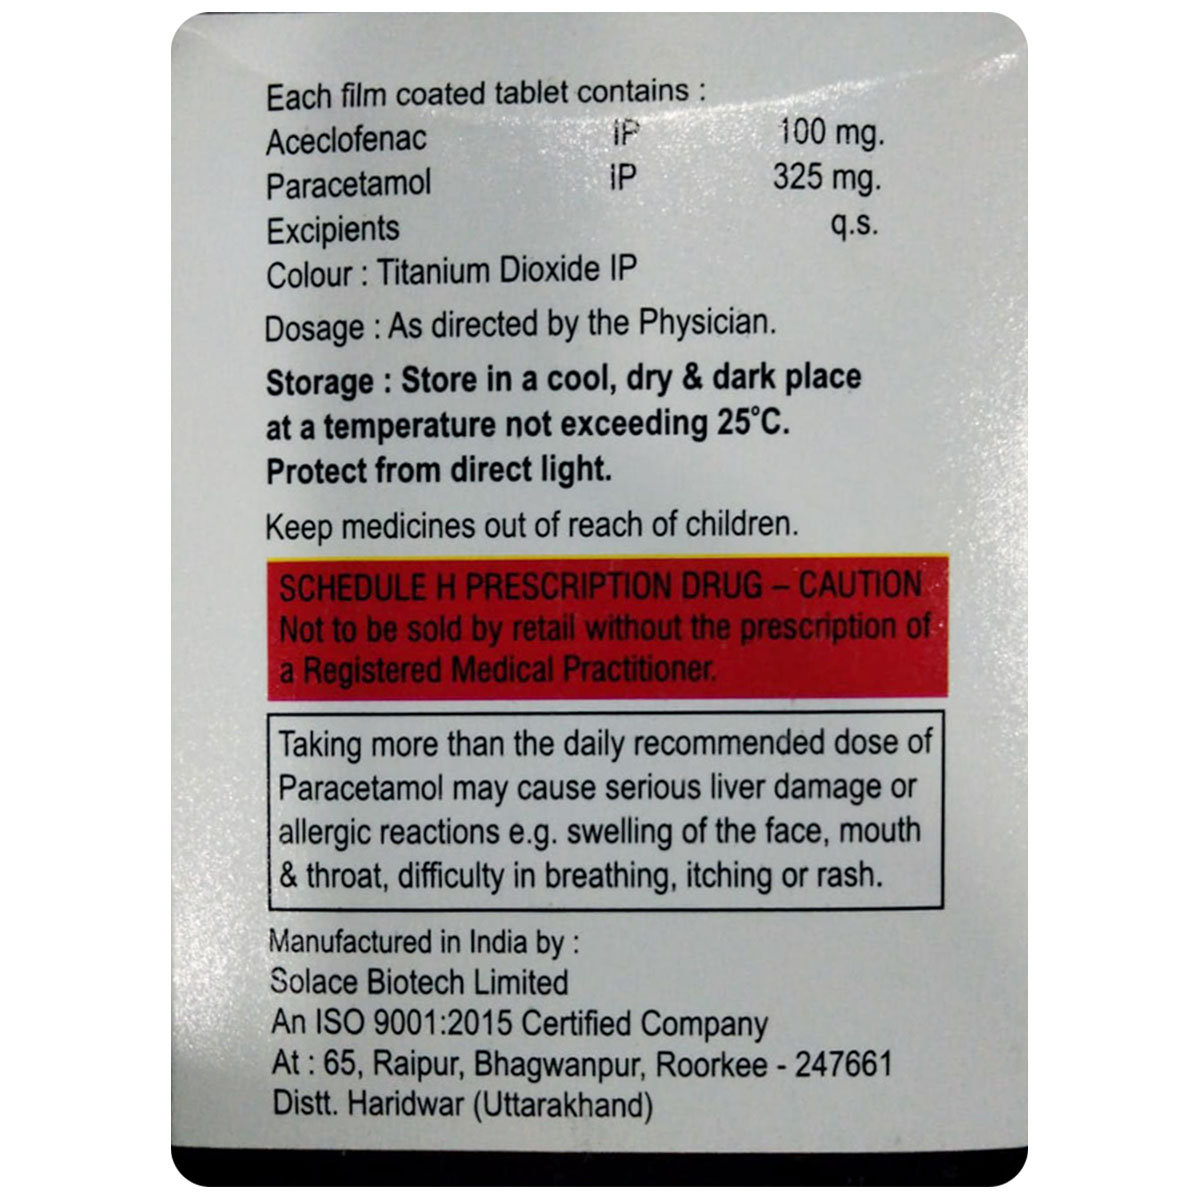 Each film coated tablet contains :
Aceclofenac IP 100 mg.
Paracetamol IP 325 mg.
Excipients q.s.
Colour : Titanium Dioxide IP
Dosage : As directed by the Physician.
Storage : Store in a cool, dry & dark place
at a temperature not exceeding 25°C.
Protect from direct light.
Keep medicines out of reach of children.
SCHEDULE H PRESCRIPTION DRUG – CAUTION
Not to be sold by retail without the prescription of
a Registered Medical Practitioner.
Taking more than the daily recommended dose of
Paracetamol may cause serious liver damage or
allergic reactions e.g. swelling of the face, mouth
& throat, difficulty in breathing, itching or rash.
Manufactured in India by :
Solace Biotech Limited
An ISO 9001:2015 Certified Company
At : 65, Raipur, Bhagwanpur, Roorkee - 247661
Distt. Haridwar (Uttarakhand)